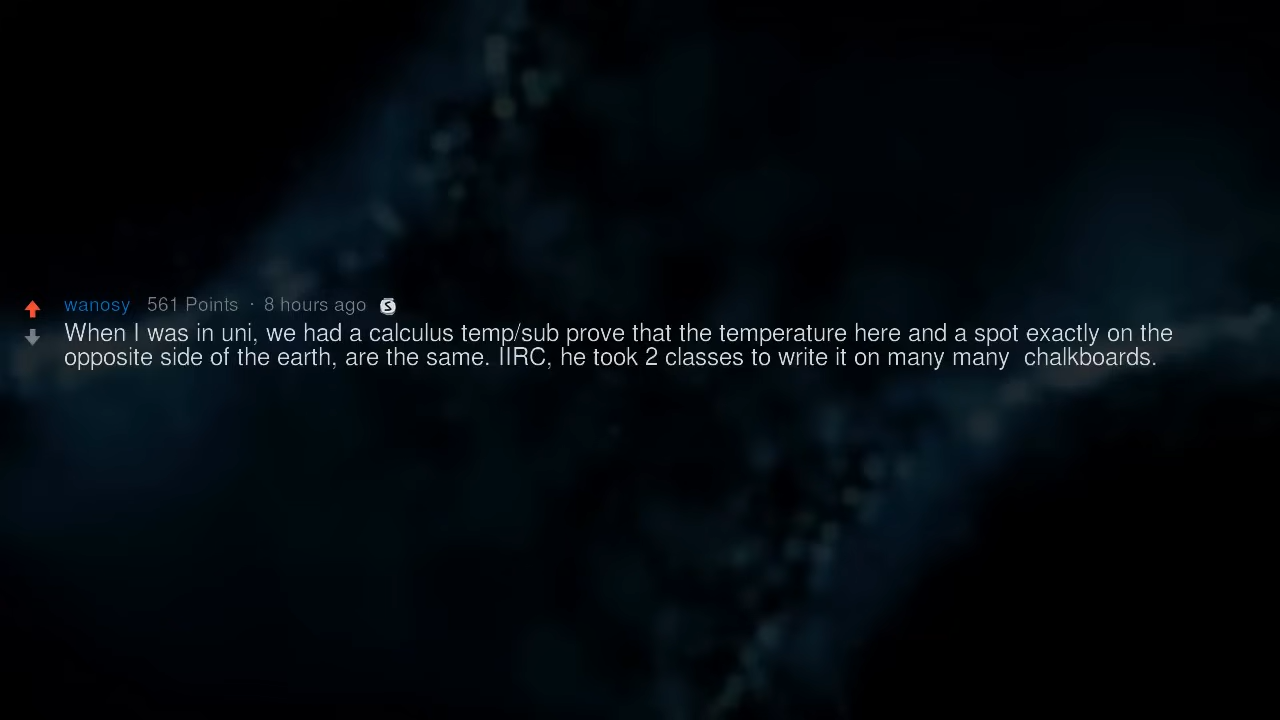 wanosy 561 Points · 8 hours ago S
When I was in uni, we had a calculus temp/sub prove that the temperature here and a spot exactly on the
opposite side of the earth, are the same. IIRC, he took 2 classes to write it on many many  chalkboards.